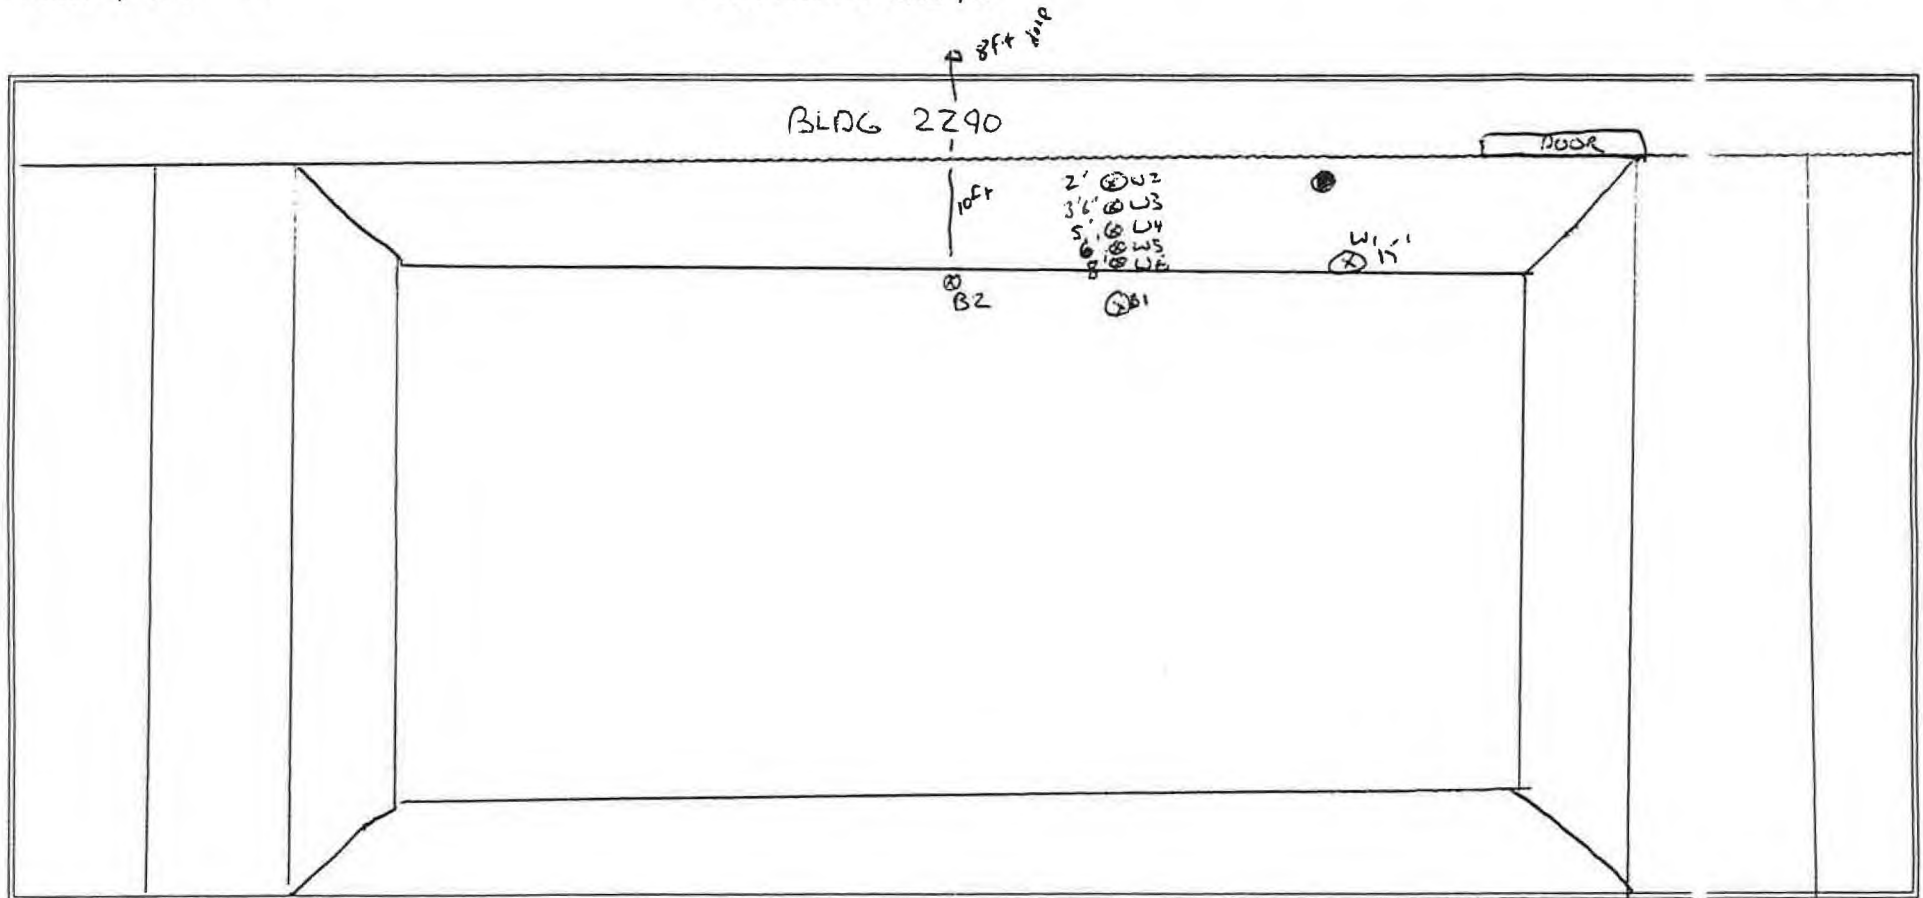 8ft deep
BLDG 2290
DOOR
10ft
2' W2
3'6" W3
5' W4
6' W5
8' W6
W1
B2
B1